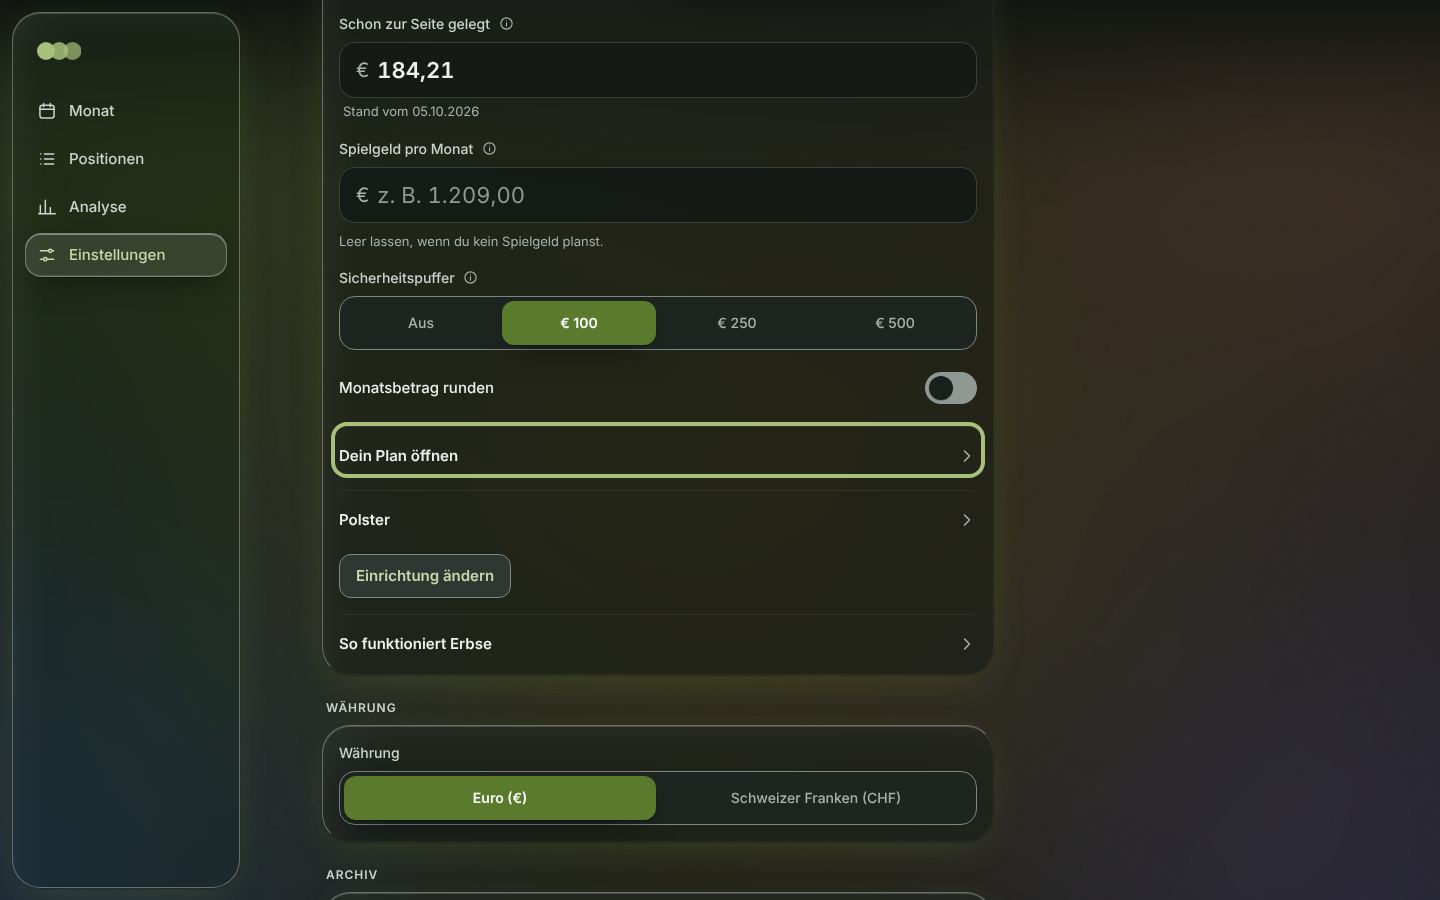 Schon zur Seite gelegt
€ 184,21
Stand vom 05.10.2026
Spielgeld pro Monat
€ z. B. 1.209,00
Leer lassen, wenn du kein Spielgeld planst.
Sicherheitspuffer
Aus
€ 100
€ 250
€ 500
Monatsbetrag runden
Dein Plan öffnen
Polster
Einrichtung ändern
So funktioniert Erbse
WÄHRUNG
Währung
Euro (€)
Schweizer Franken (CHF)
ARCHIV
Monat
Positionen
Analyse
Einstellungen